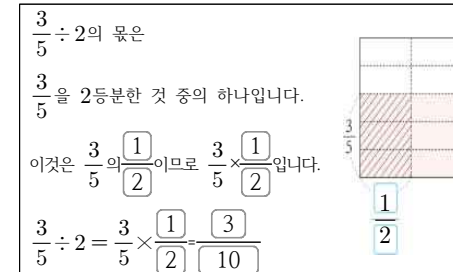 3/5 ÷ 2의 몫은
3/5 을 2등분한 것 중의 하나입니다.
이것은 3/5 의 1/2 이므로 3/5 × 1/2 입니다.
3/5 ÷ 2 = 3/5 × 1/2 = 3/10
3/5
1/2